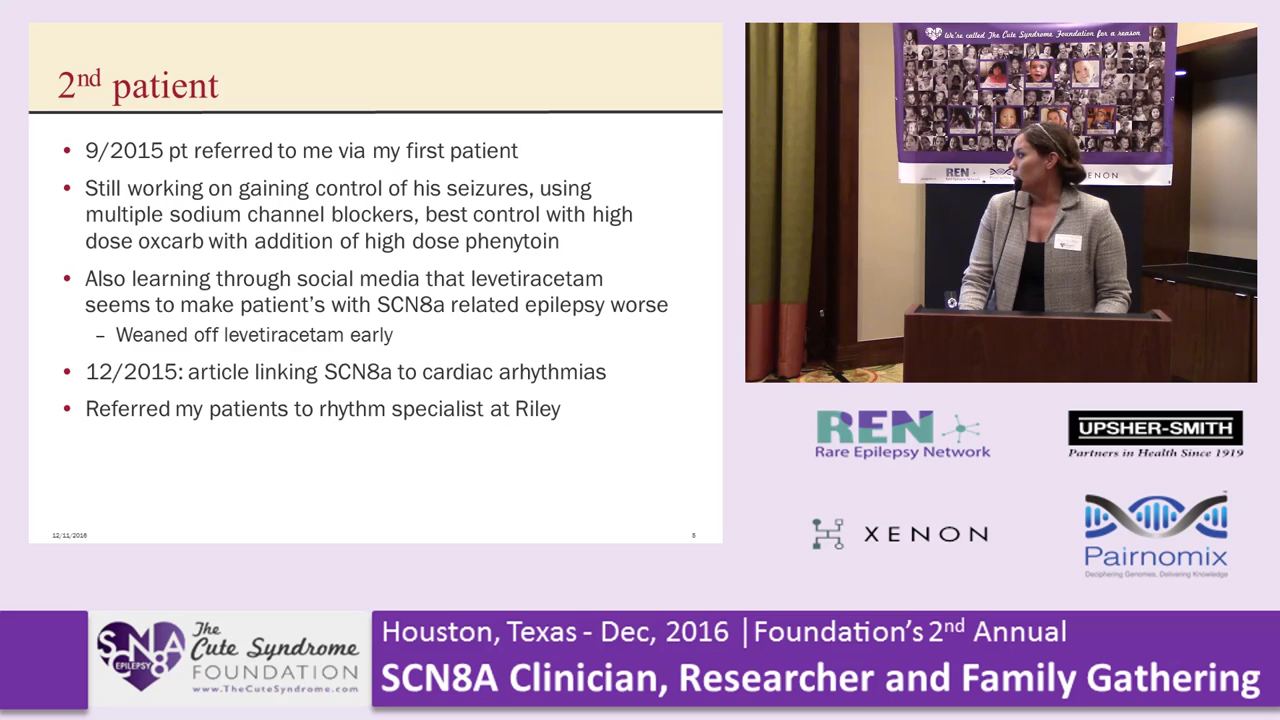 2nd patient
• 9/2015 pt referred to me via my first patient
• Still working on gaining control of his seizures, using
multiple sodium channel blockers, best control with high
dose oxcarb with addition of high dose phenytoin
• Also learning through social media that levetiracetam
seems to make patient's with SCN8a related epilepsy worse
– Weaned off levetiracetam early
• 12/2015: article linking SCN8a to cardiac arhythmias
• Referred my patients to rhythm specialist at Riley
12/11/2016
5
We're called The Cute Syndrome Foundation for a reason
REN
XENON
REN
Rare Epilepsy Network
UPSHER-SMITH
Partners in Health Since 1919
XENON
Pairnomix
Deciphering Genomes, Delivering Knowledge
SCN8A
EPILEPSY
The
Cute Syndrome
FOUNDATION
www.TheCuteSyndrome.com
Houston, Texas - Dec, 2016 |Foundation's 2nd Annual
SCN8A Clinician, Researcher and Family Gathering